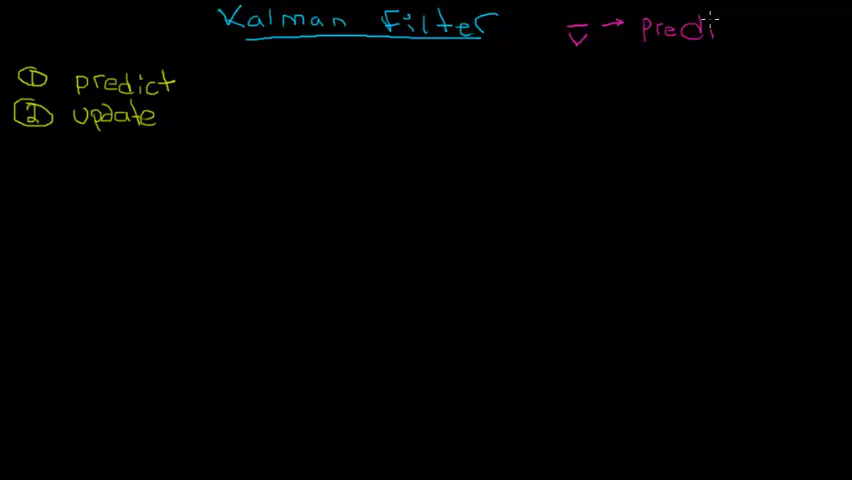 Kalman Filter
v̅ → Predi
① predict
② update